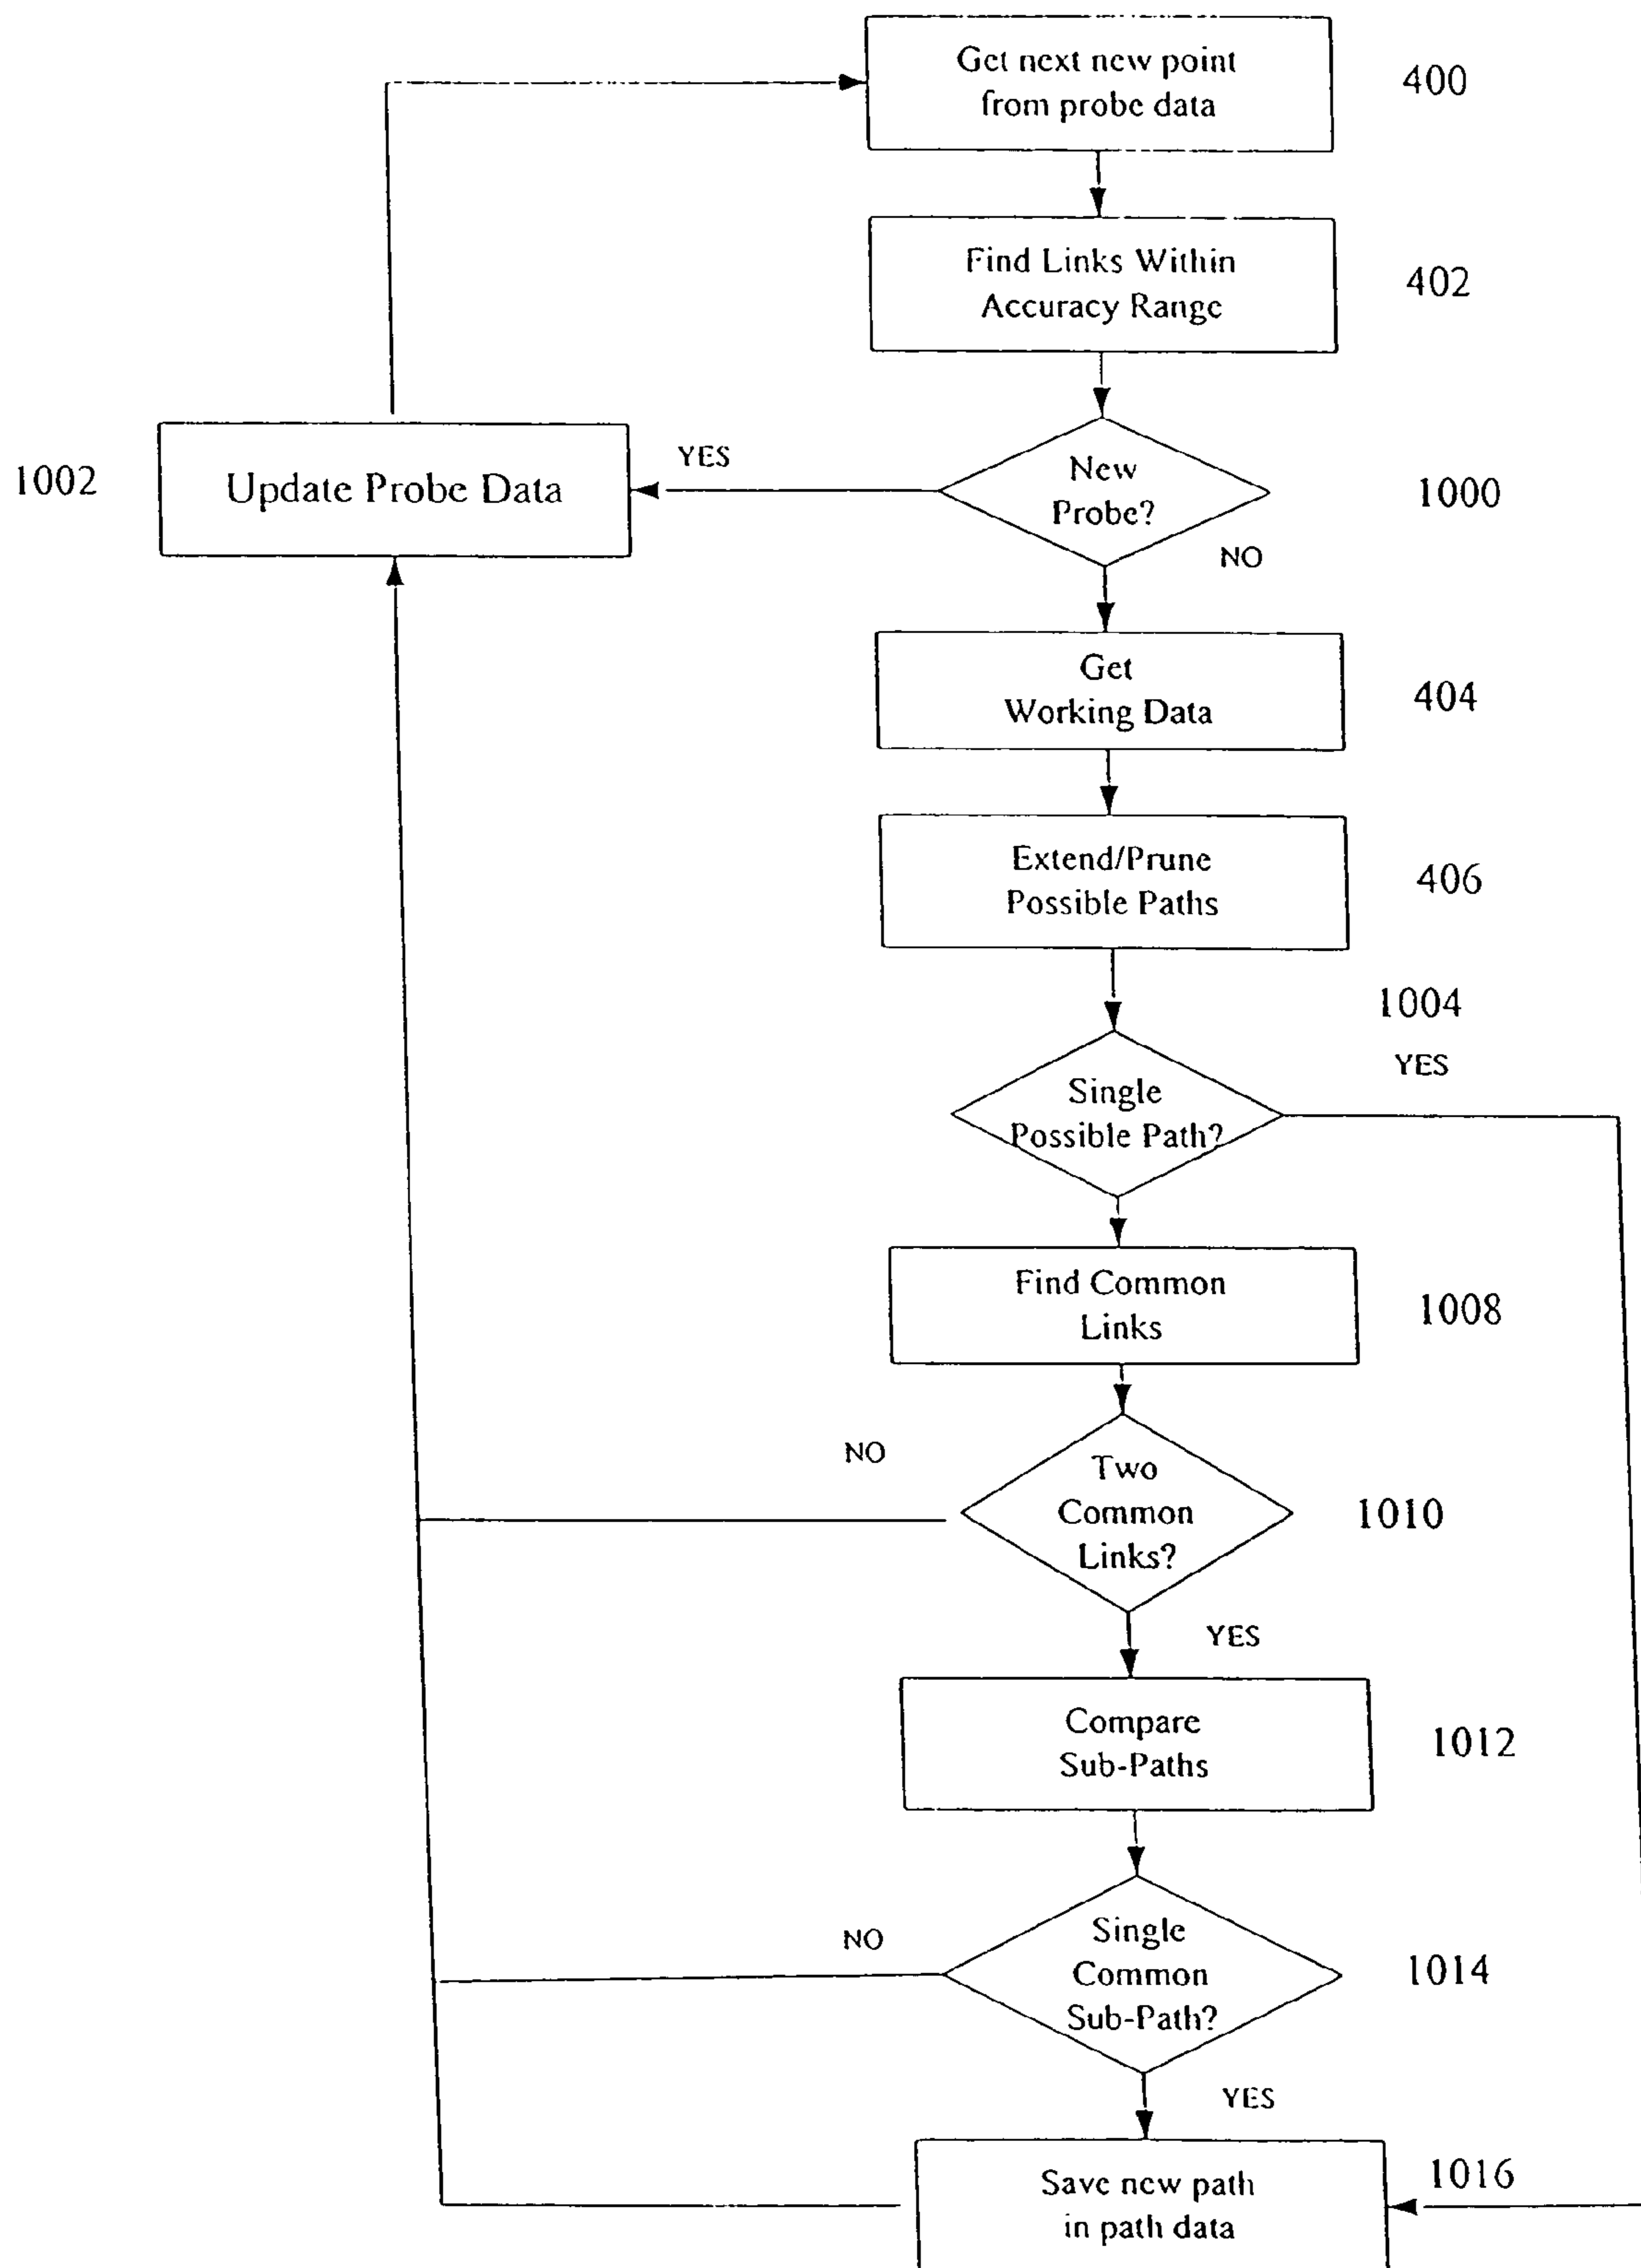 Get next new point
from probe data
400
Find Links Within
Accuracy Range
402
1002
Update Probe Data
YES
New
Probe?
1000
NO
Get
Working Data
404
Extend/Prune
Possible Paths
406
1004
YES
Single
Possible Path?
Find Common
Links
1008
NO
Two
Common
Links?
1010
YES
Compare
Sub-Paths
1012
NO
Single
Common
Sub-Path?
1014
YES
Save new path
in path data
1016